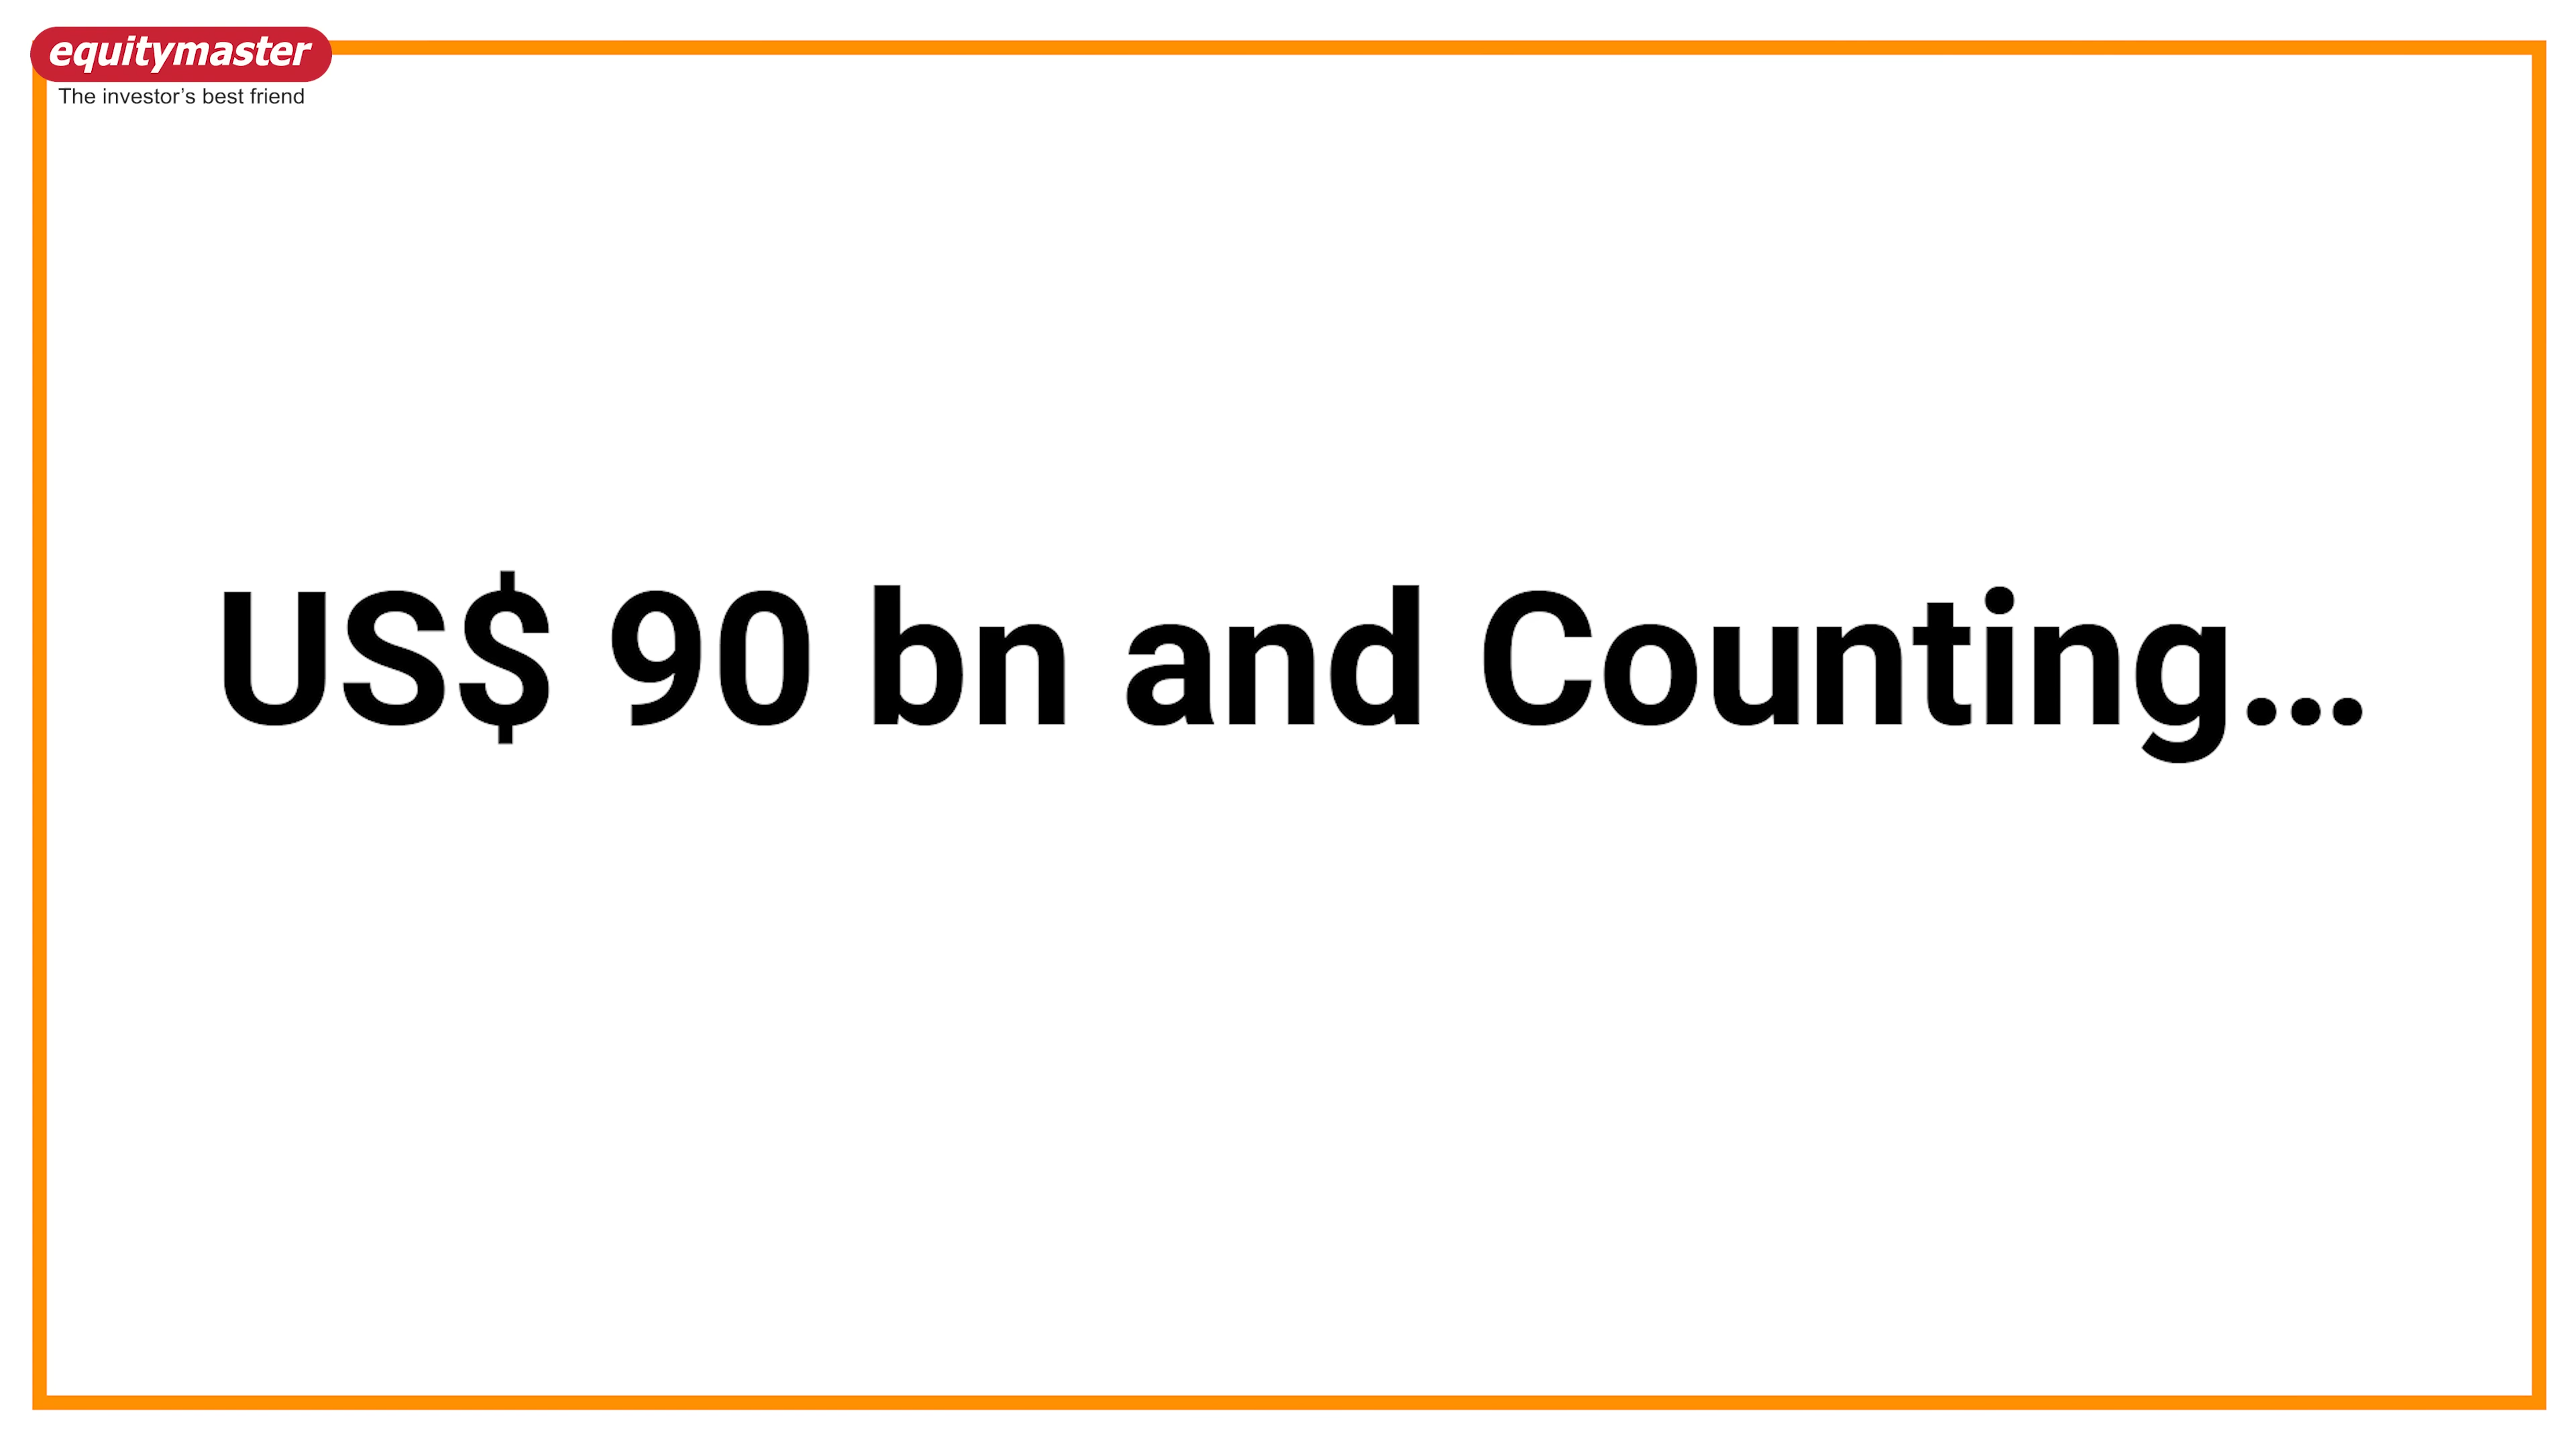 equitymaster
The investor's best friend
US$ 90 bn and Counting...